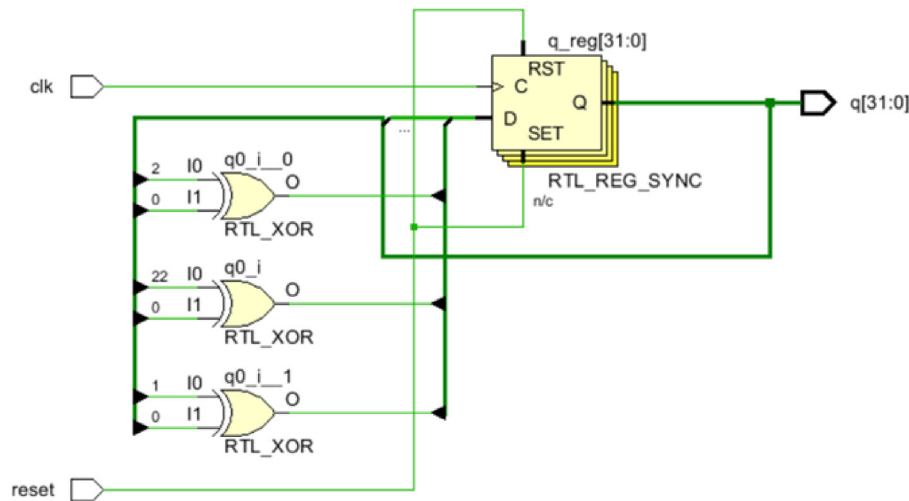 q_reg[31:0]
clk
RST
C
Q
q[31:0]
D
...
SET
RTL_REG_SYNC
n/c
2 I0 q0_i__0
O
0 I1
RTL_XOR
22 I0 q0_i
O
0 I1
RTL_XOR
1 I0 q0_i__1
O
0 I1
RTL_XOR
reset